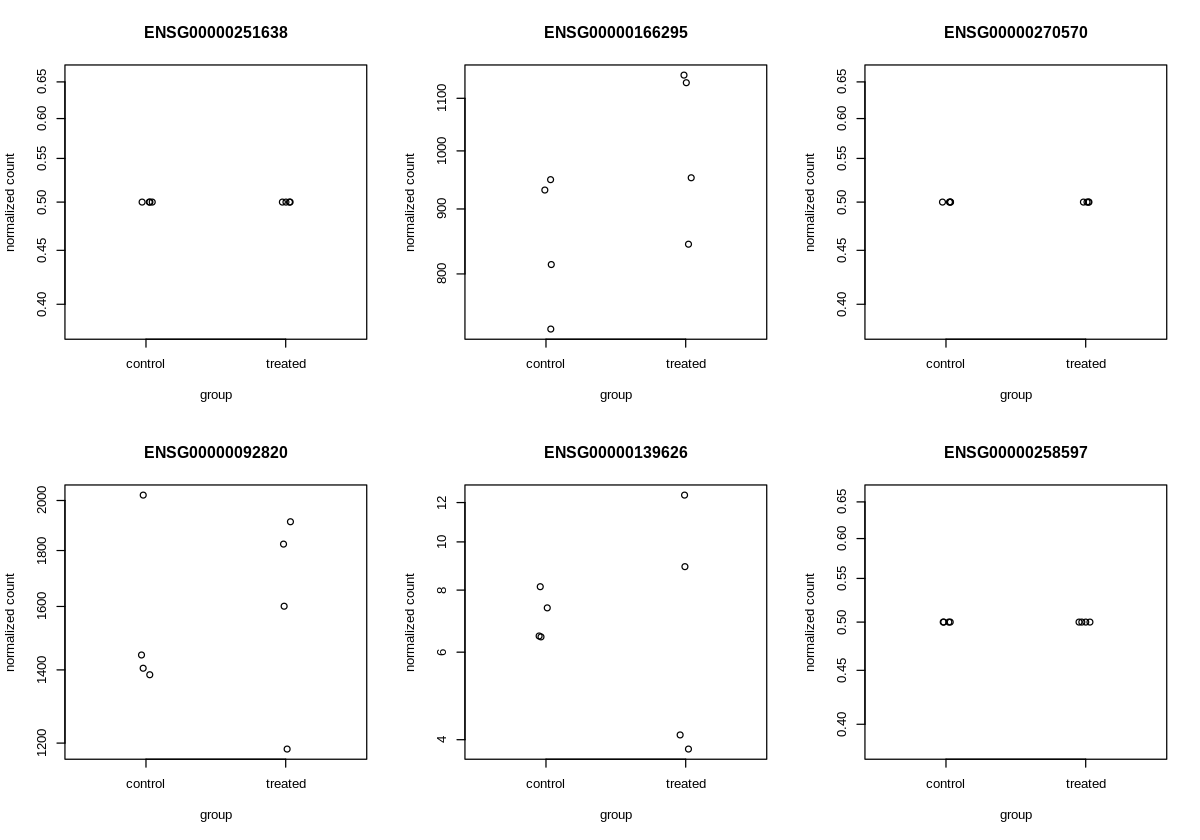 ENSG00000251638
normalized count
0.65
0.60
0.55
0.50
0.45
0.40
control
treated
group
ENSG00000166295
normalized count
1100
1000
900
800
control
treated
group
ENSG00000270570
normalized count
0.65
0.60
0.55
0.50
0.45
0.40
control
treated
group
ENSG00000092820
normalized count
2000
1800
1600
1400
1200
control
treated
group
ENSG00000139626
normalized count
12
10
8
6
4
control
treated
group
ENSG00000258597
normalized count
0.65
0.60
0.55
0.50
0.45
0.40
control
treated
group